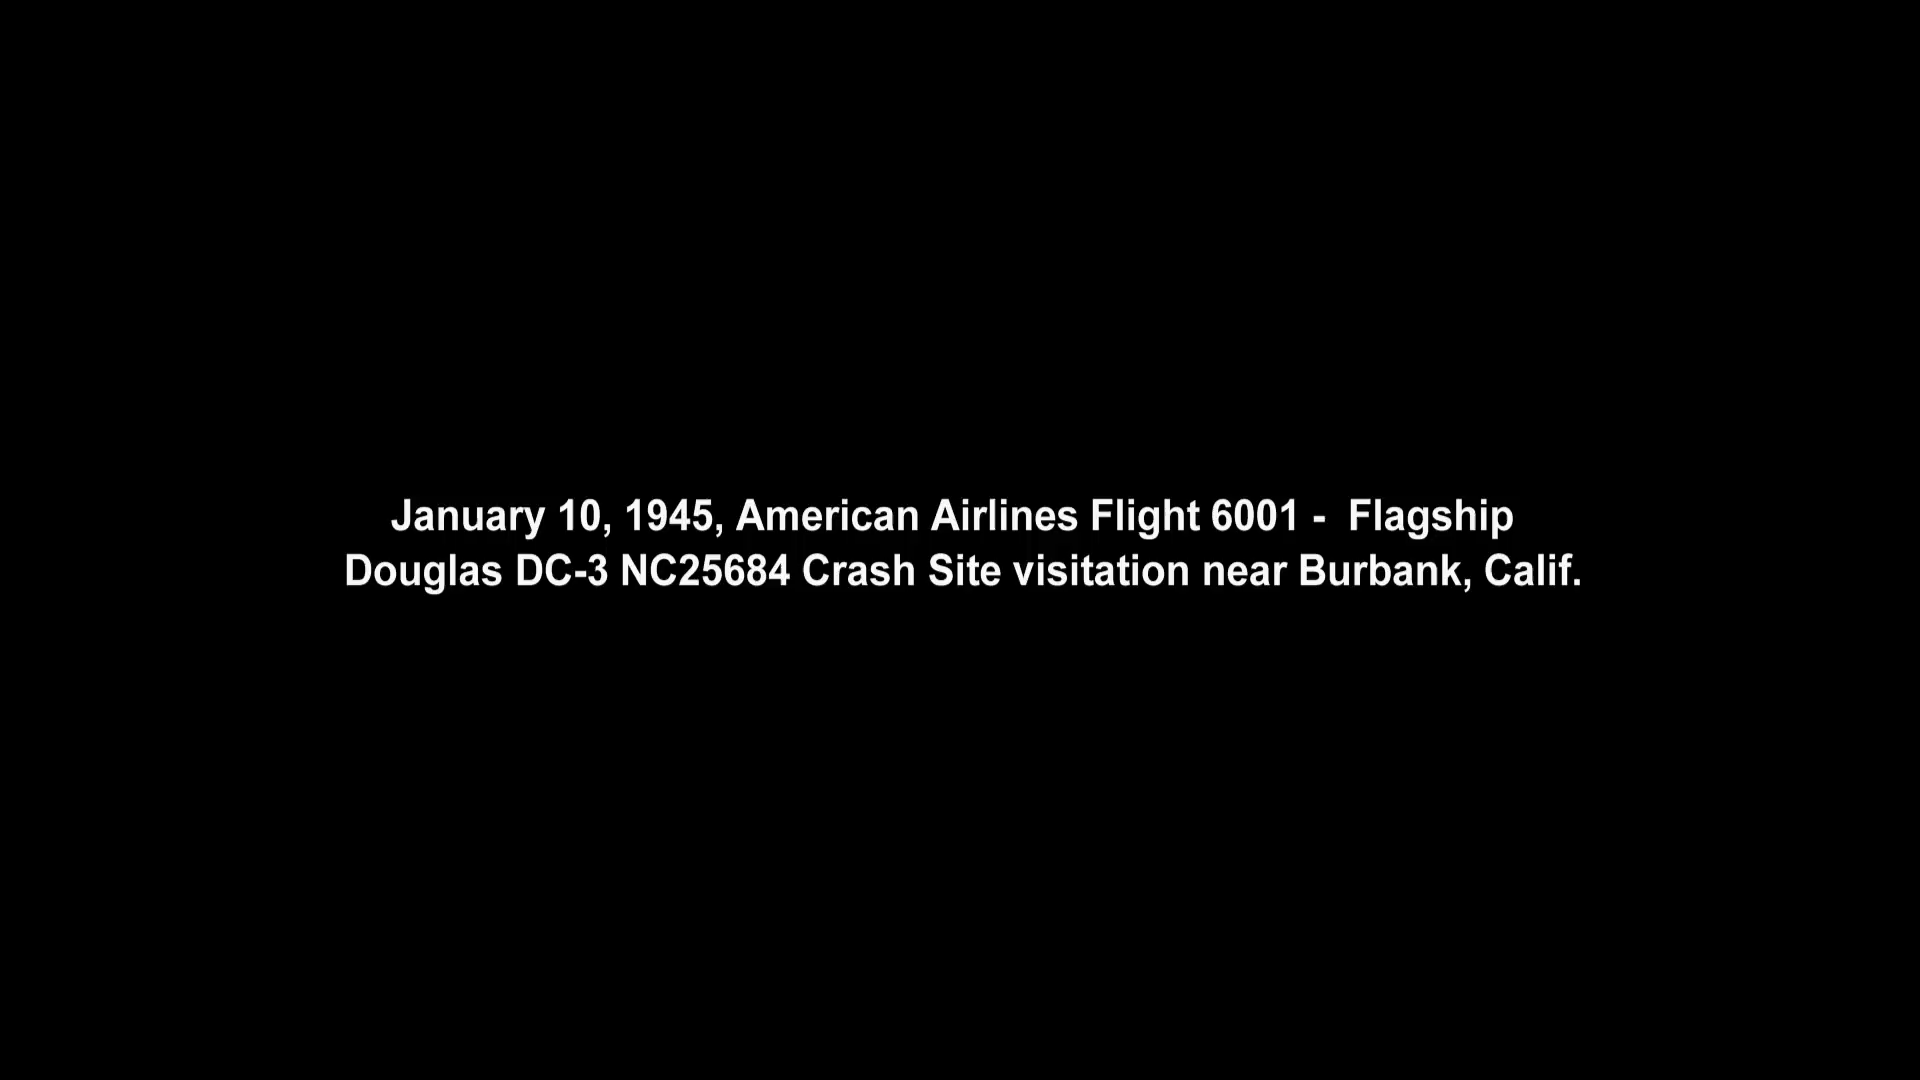 January 10, 1945, American Airlines Flight 6001 -  Flagship
Douglas DC-3 NC25684 Crash Site visitation near Burbank, Calif.